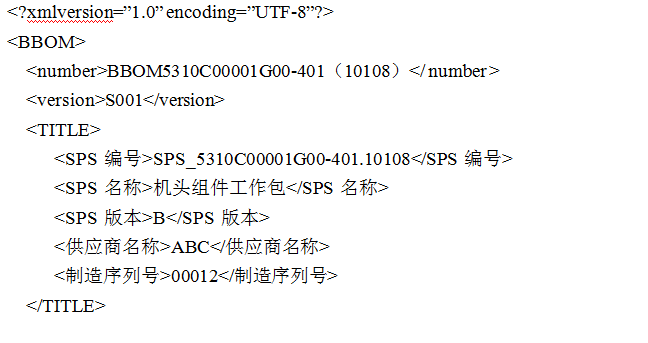 <?xmlversion=”1.0” encoding=”UTF-8”?>
<BBOM>
<number>BBOM5310C00001G00-401（10108）</number>
<version>S001</version>
<TITLE>
<SPS 编号>SPS_5310C00001G00-401.10108</SPS 编号>
<SPS 名称>机头组件工作包</SPS 名称>
<SPS 版本>B</SPS 版本>
<供应商名称>ABC</供应商名称>
<制造序列号>00012</制造序列号>
</TITLE>